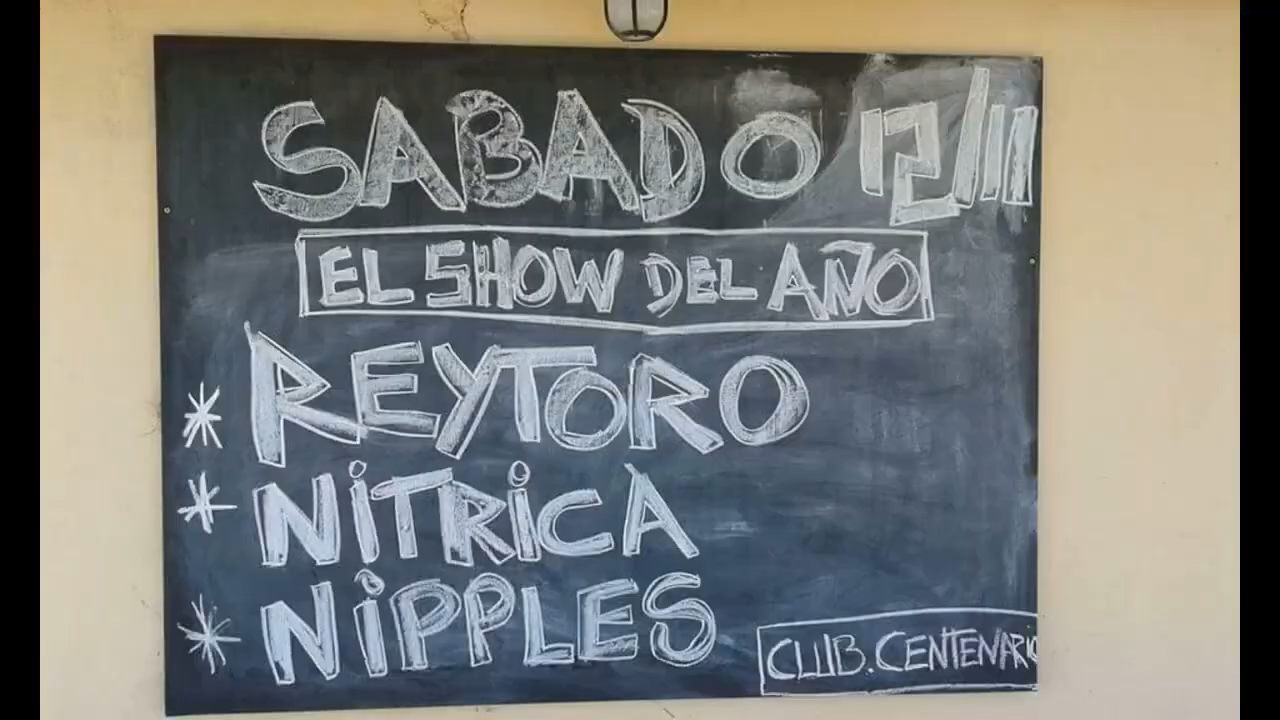 SABADO 12/11
EL SHOW DEL AÑO
* REYTORO
* NiTRiCA
* NiPPLES
CLUB.CENTENARIO